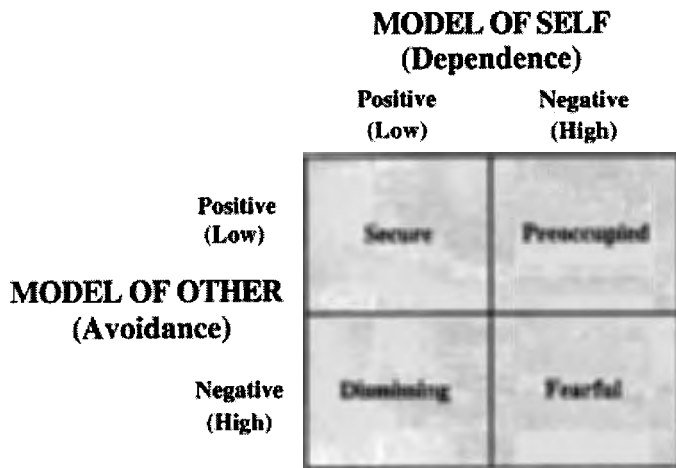 MODEL OF SELF
(Dependence)
Positive Negative
(Low) (High)
Positive
(Low)
Secure Preoccupied
MODEL OF OTHER
(Avoidance)
Negative
(High)
Dismissing Fearful